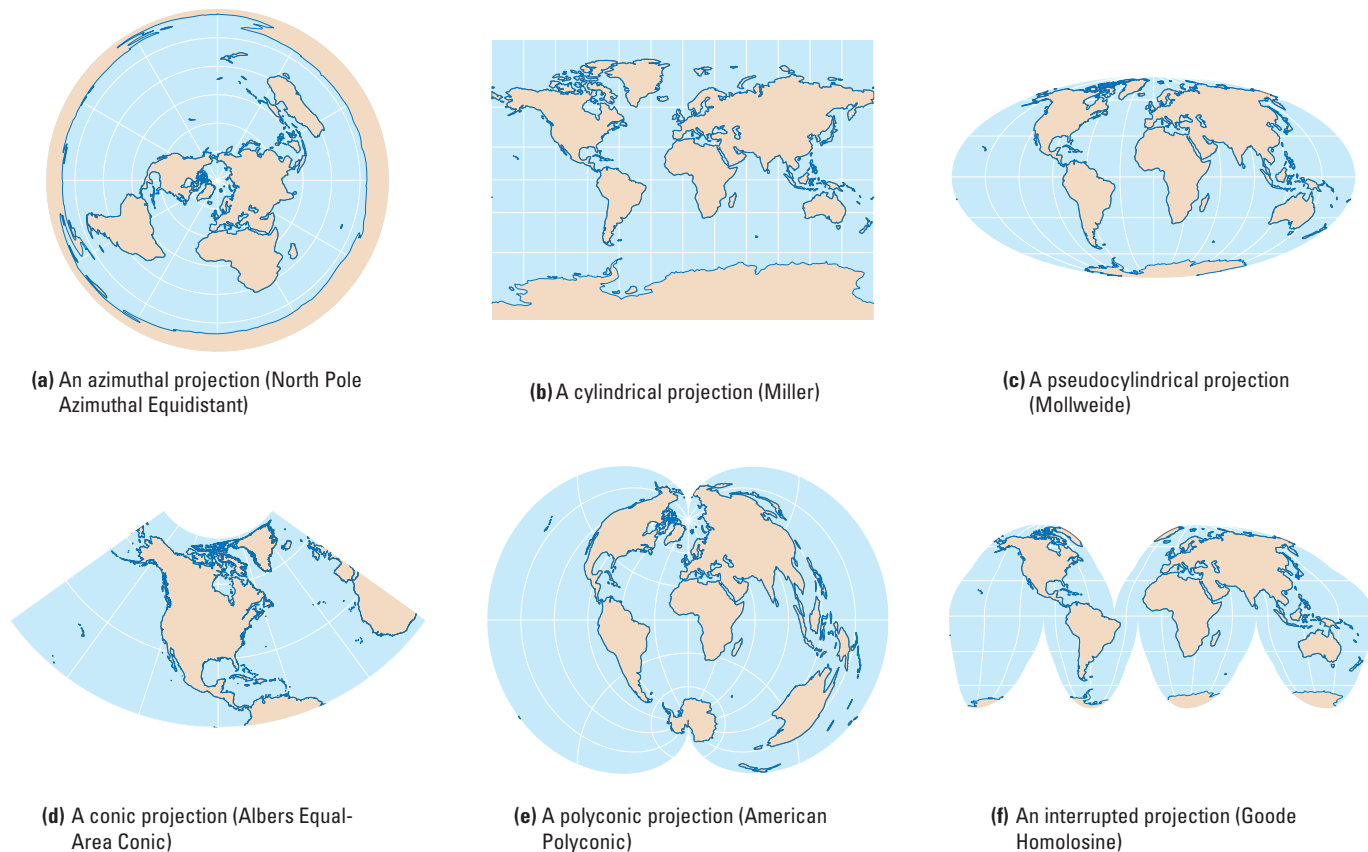 (a) An azimuthal projection (North Pole
Azimuthal Equidistant)
(b) A cylindrical projection (Miller)
(c) A pseudocylindrical projection
(Mollweide)
(d) A conic projection (Albers Equal-
Area Conic)
(e) A polyconic projection (American
Polyconic)
(f) An interrupted projection (Goode
Homolosine)